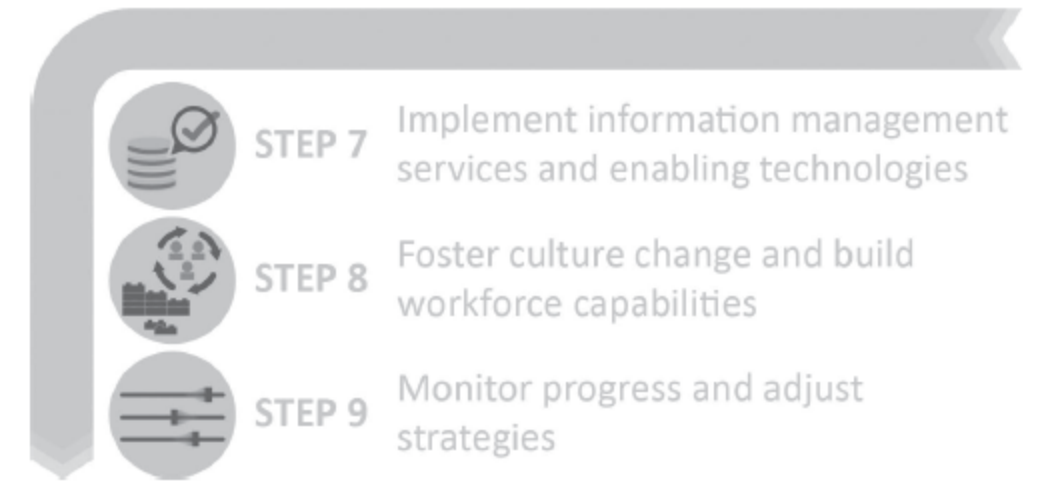 STEP 7
Implement information management
services and enabling technologies
STEP 8
Foster culture change and build
workforce capabilities
STEP 9
Monitor progress and adjust
strategies